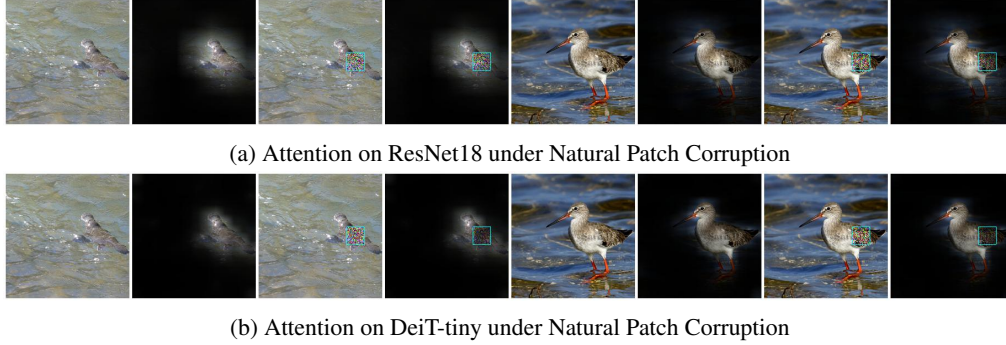 (a) Attention on ResNet18 under Natural Patch Corruption
(b) Attention on DeiT-tiny under Natural Patch Corruption